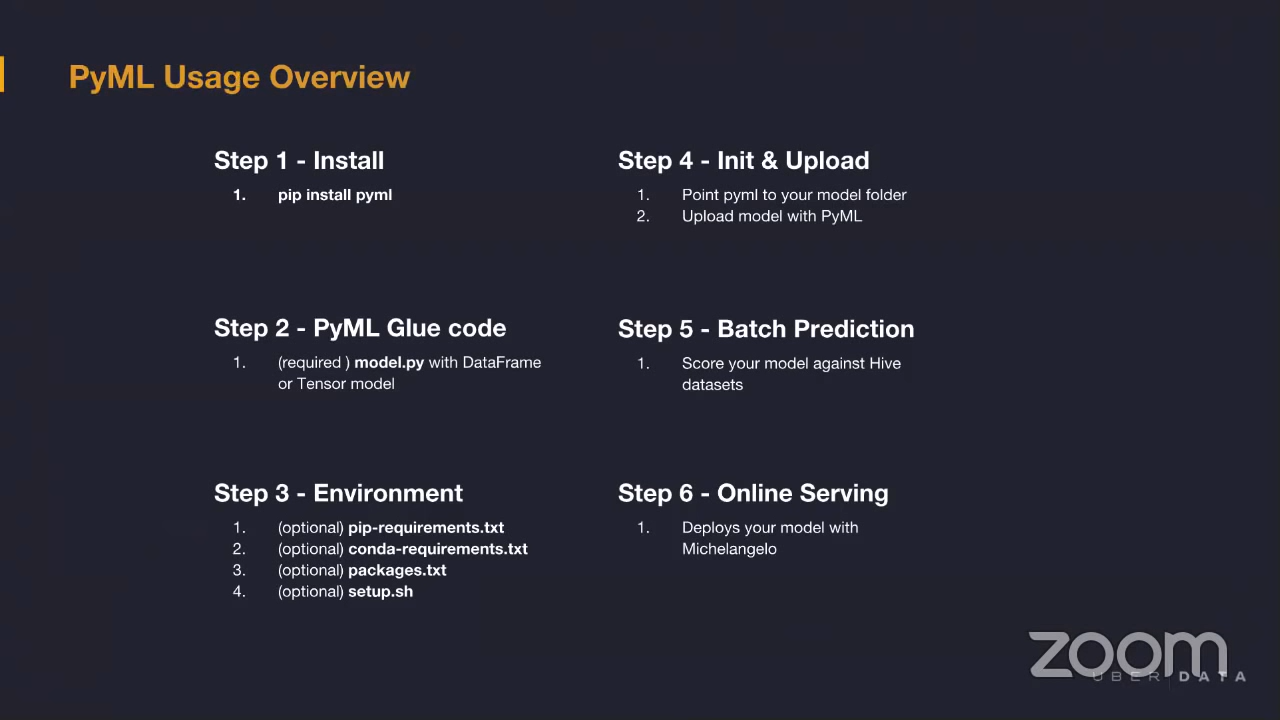 PyML Usage Overview
Step 1 - Install
1. pip install pyml
Step 2 - PyML Glue code
1. (required ) model.py with DataFrame
or Tensor model
Step 3 - Environment
1. (optional) pip-requirements.txt
2. (optional) conda-requirements.txt
3. (optional) packages.txt
4. (optional) setup.sh
Step 4 - Init & Upload
1. Point pyml to your model folder
2. Upload model with PyML
Step 5 - Batch Prediction
1. Score your model against Hive
datasets
Step 6 - Online Serving
1. Deploys your model with
Michelangelo
zoom
UBER | DATA